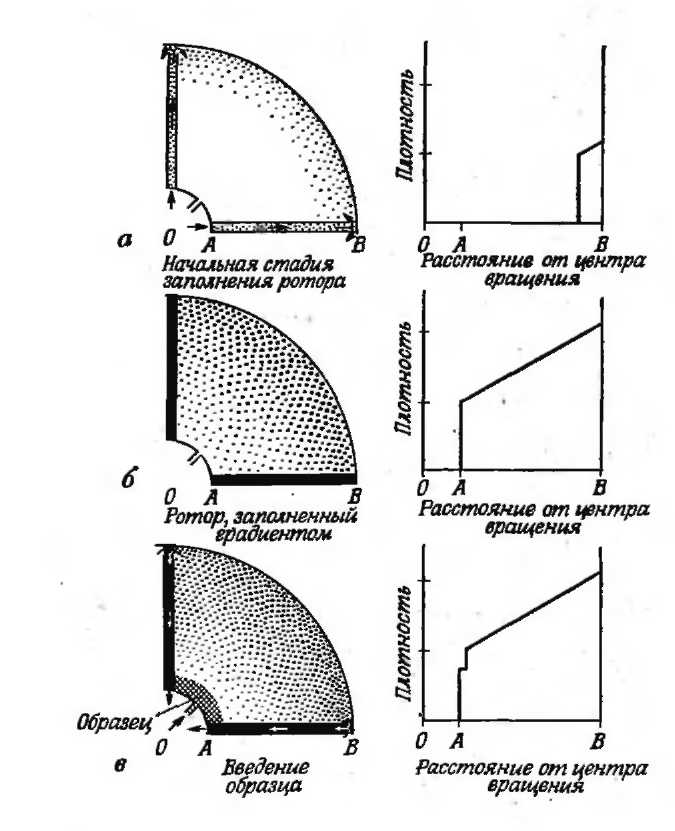 Плотность
а
0
A
B
0
A
B
Начальная стадия
заполнения ротора
Расстояние от центра
вращения
Плотность
б
0
A
B
0
A
B
Ротор, заполненный
градиентом
Расстояние от центра
вращения
Плотность
Образец
0
A
B
0
A
B
в
Введение
образца
Расстояние от центра
вращения